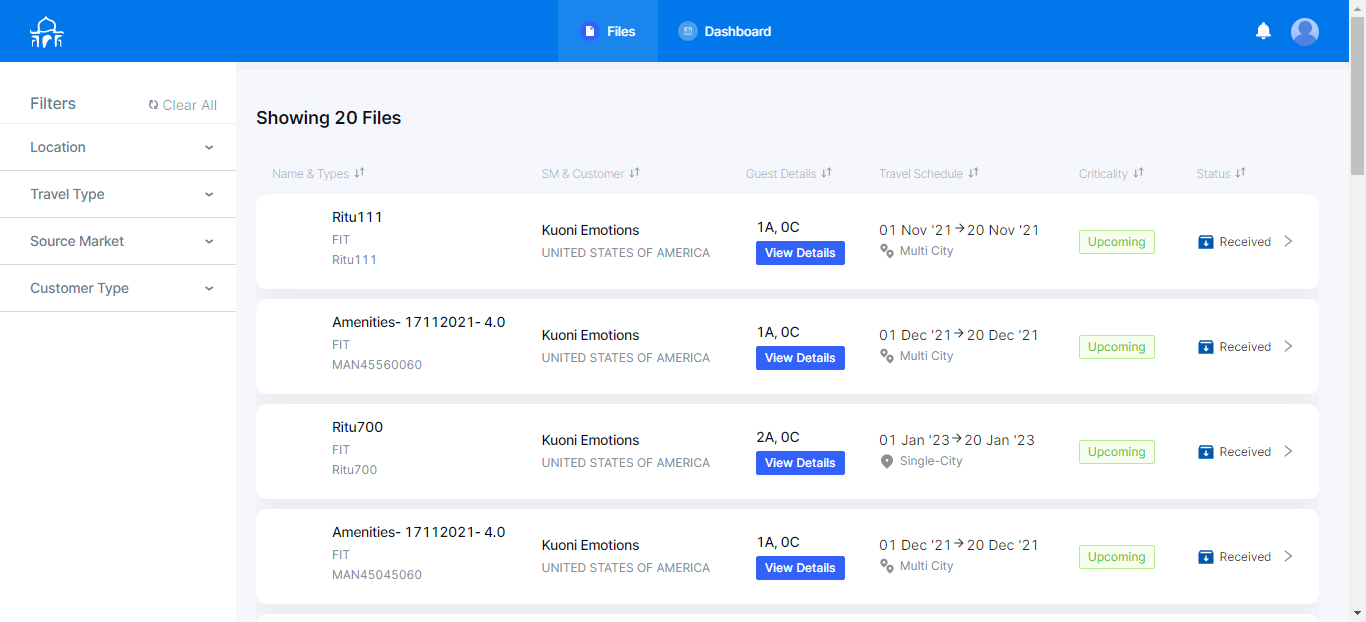 Files
Dashboard
Filters
Clear All
Location
Travel Type
Source Market
Customer Type
Showing 20 Files
Name & Types SM & Customer Guest Details Travel Schedule Criticality Status
Ritu111
FIT
Ritu111
Kuoni Emotions
UNITED STATES OF AMERICA
1A, 0C
View Details
01 Nov '21→20 Nov '21
Multi City
Upcoming
Received
Amenities- 17112021- 4.0
FIT
MAN45560060
Kuoni Emotions
UNITED STATES OF AMERICA
1A, 0C
View Details
01 Dec '21→20 Dec '21
Multi City
Upcoming
Received
Ritu700
FIT
Ritu700
Kuoni Emotions
UNITED STATES OF AMERICA
2A, 0C
View Details
01 Jan '23→20 Jan '23
Single-City
Upcoming
Received
Amenities- 17112021- 4.0
FIT
MAN45045060
Kuoni Emotions
UNITED STATES OF AMERICA
1A, 0C
View Details
01 Dec '21→20 Dec '21
Multi City
Upcoming
Received